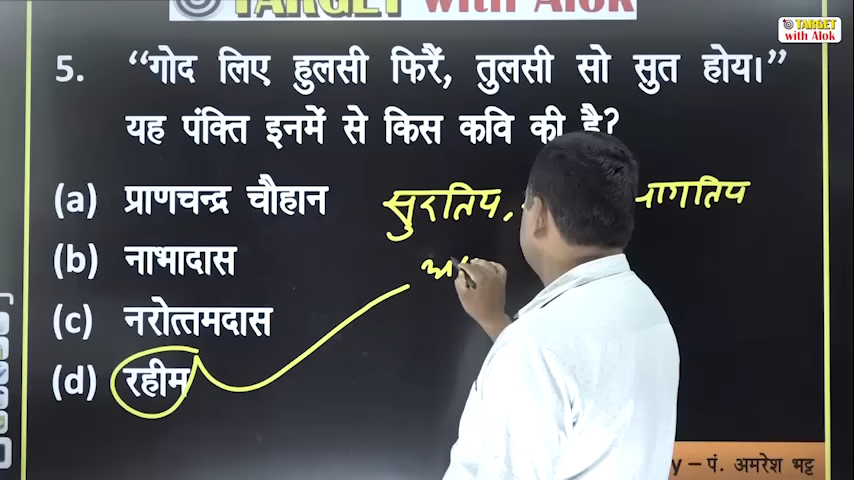 TARGET with Alok
TARGET
with Alok
5. “गोद लिए हुलसी फिरैं, तुलसी सो सुत होय।”
यह पंक्ति इनमें से किस कवि की है?
(a) प्राणचन्द्र चौहान
सुरतिय,
(b) नाभादास
(c) नरोत्तमदास
(d) रहीम
y – पं. अमरेश भट्ट